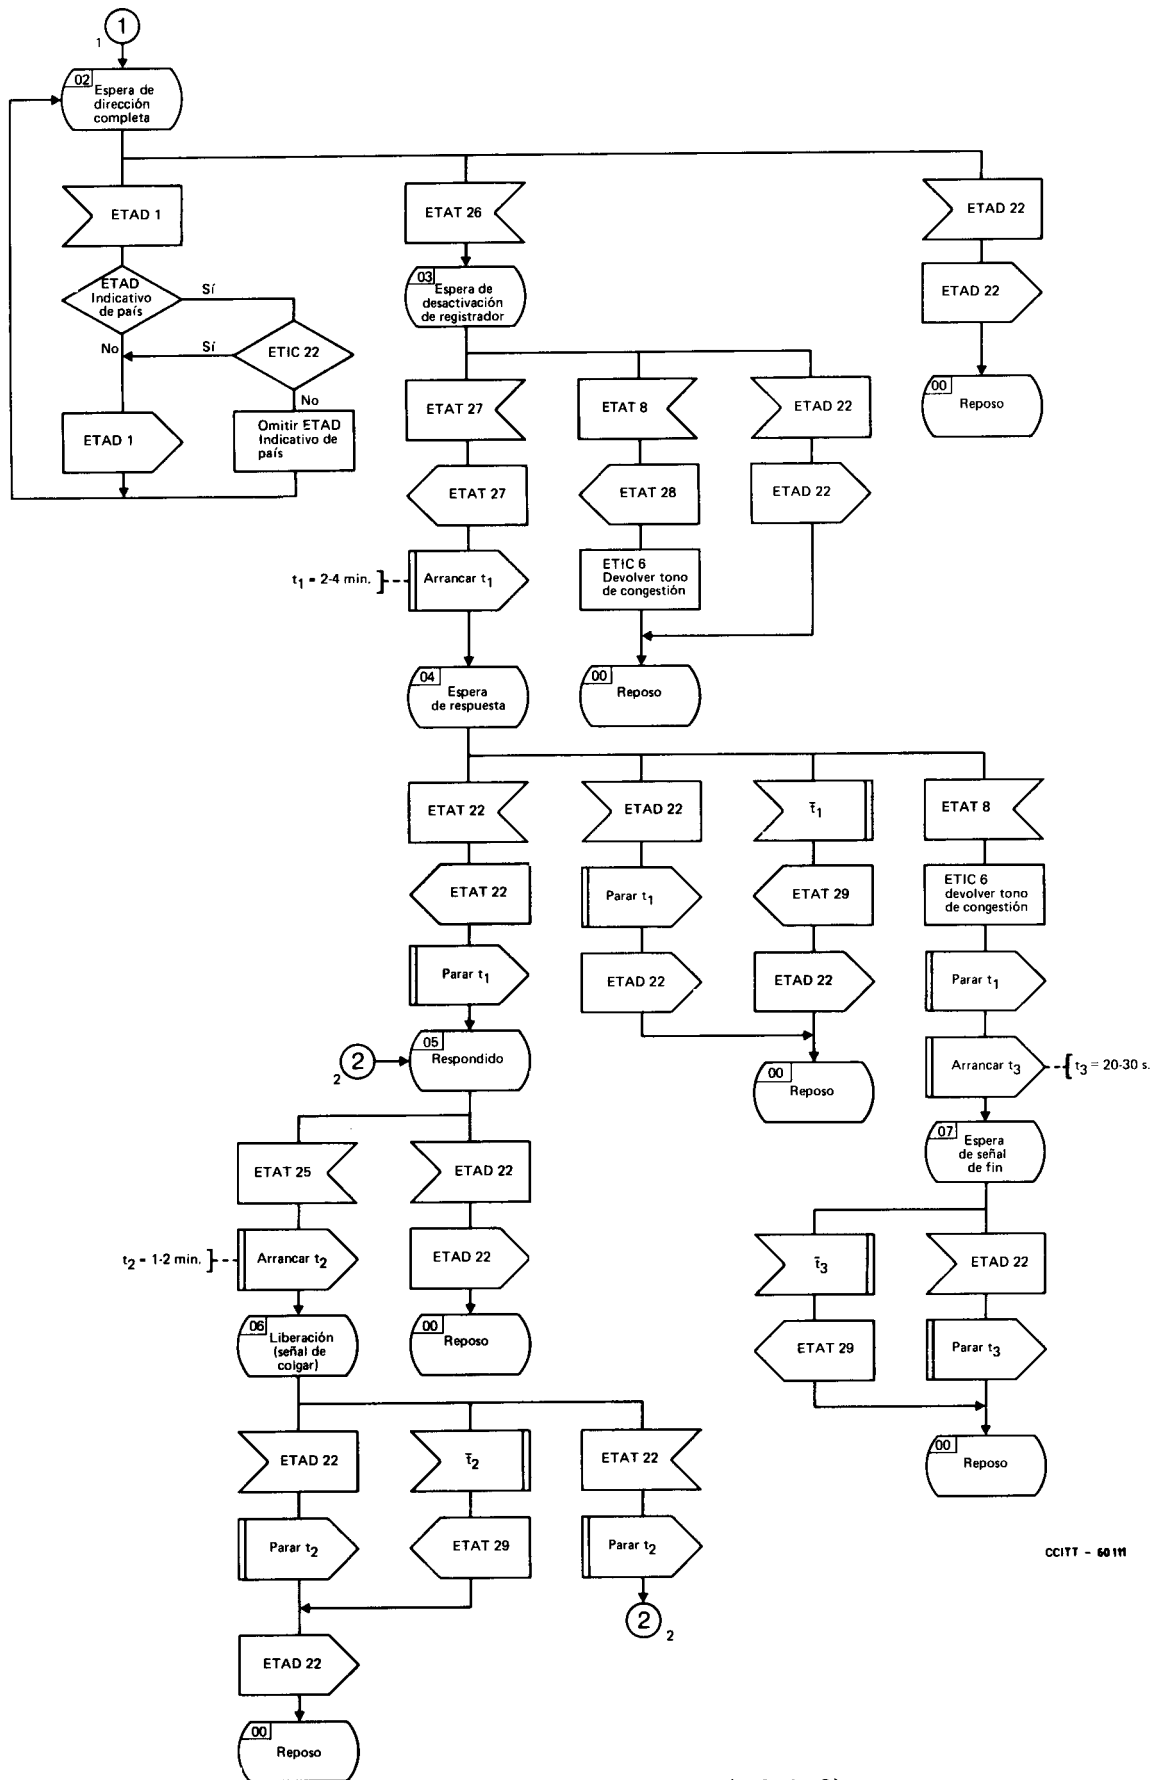 1
1
02
Espera de
dirección
completa
ETAD 1
ETAT 26
ETAD 22
ETAD
Indicativo
de país
Sí
No
Sí
ETIC 22
No
ETAD 1
Omitir ETAD
Indicativo de
país
03
Espera de
desactivación
de registrador
ETAD 22
00
Reposo
ETAT 27
ETAT 8
ETAD 22
ETAT 27
ETAT 28
ETAD 22
t1 = 2-4 min.
Arrancar t1
ETIC 6
Devolver tono
de congestión
04
Espera
de respuesta
00
Reposo
ETAT 22
ETAD 22
t̄1
ETAT 8
ETAT 22
Parar t1
ETAT 29
ETIC 6
devolver tono
de congestión
Parar t1
ETAD 22
ETAD 22
Parar t1
2
2
05
Respondido
00
Reposo
Arrancar t3
t3 = 20-30 s.
ETAT 25
ETAD 22
07
Espera
de señal
de fin
t2 = 1-2 min.
Arrancar t2
ETAD 22
t̄3
ETAD 22
06
Liberación
(señal de
colgar)
00
Reposo
ETAT 29
Parar t3
ETAD 22
t̄2
ETAT 22
00
Reposo
Parar t2
ETAT 29
Parar t2
CCITT - 60111
2
2
ETAD 22
00
Reposo